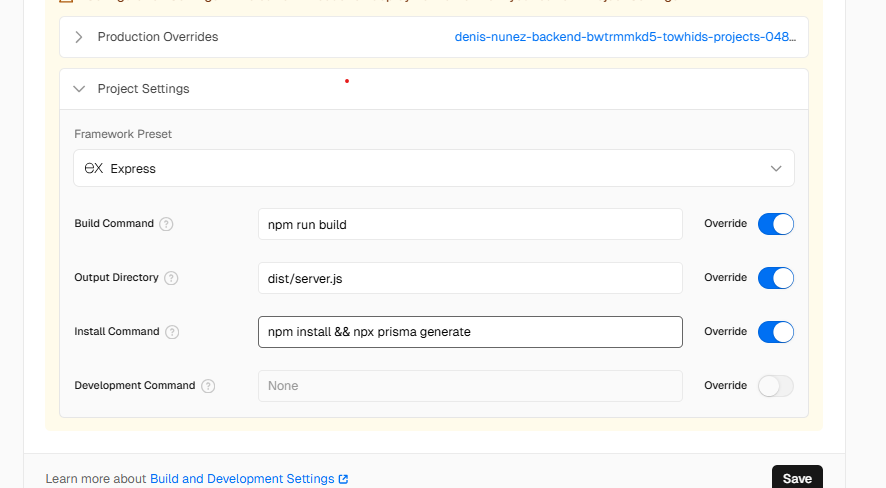 Production Overrides denis-nunez-backend-bwtrmmkd5-towhids-projects-048...
Project Settings
Framework Preset
ex Express
Build Command ? npm run build Override
Output Directory ? dist/server.js Override
Install Command ? npm install && npx prisma generate Override
Development Command ? None Override
Learn more about Build and Development Settings
Save